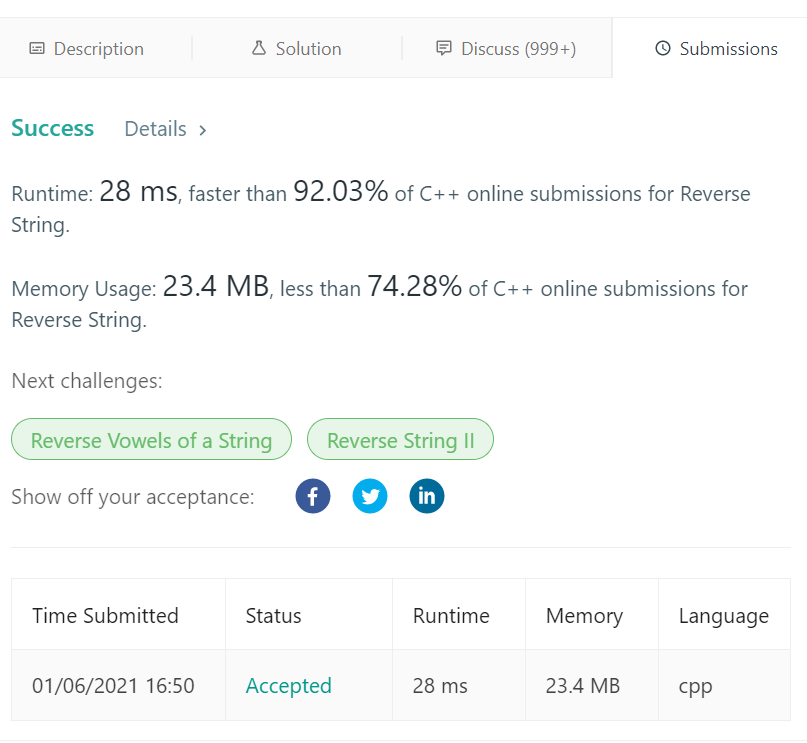 Description Solution Discuss (999+) Submissions
Success Details >
Runtime: 28 ms, faster than 92.03% of C++ online submissions for Reverse
String.
Memory Usage: 23.4 MB, less than 74.28% of C++ online submissions for
Reverse String.
Next challenges:
Reverse Vowels of a String Reverse String II
Show off your acceptance:
Time Submitted Status Runtime Memory Language
01/06/2021 16:50 Accepted 28 ms 23.4 MB cpp